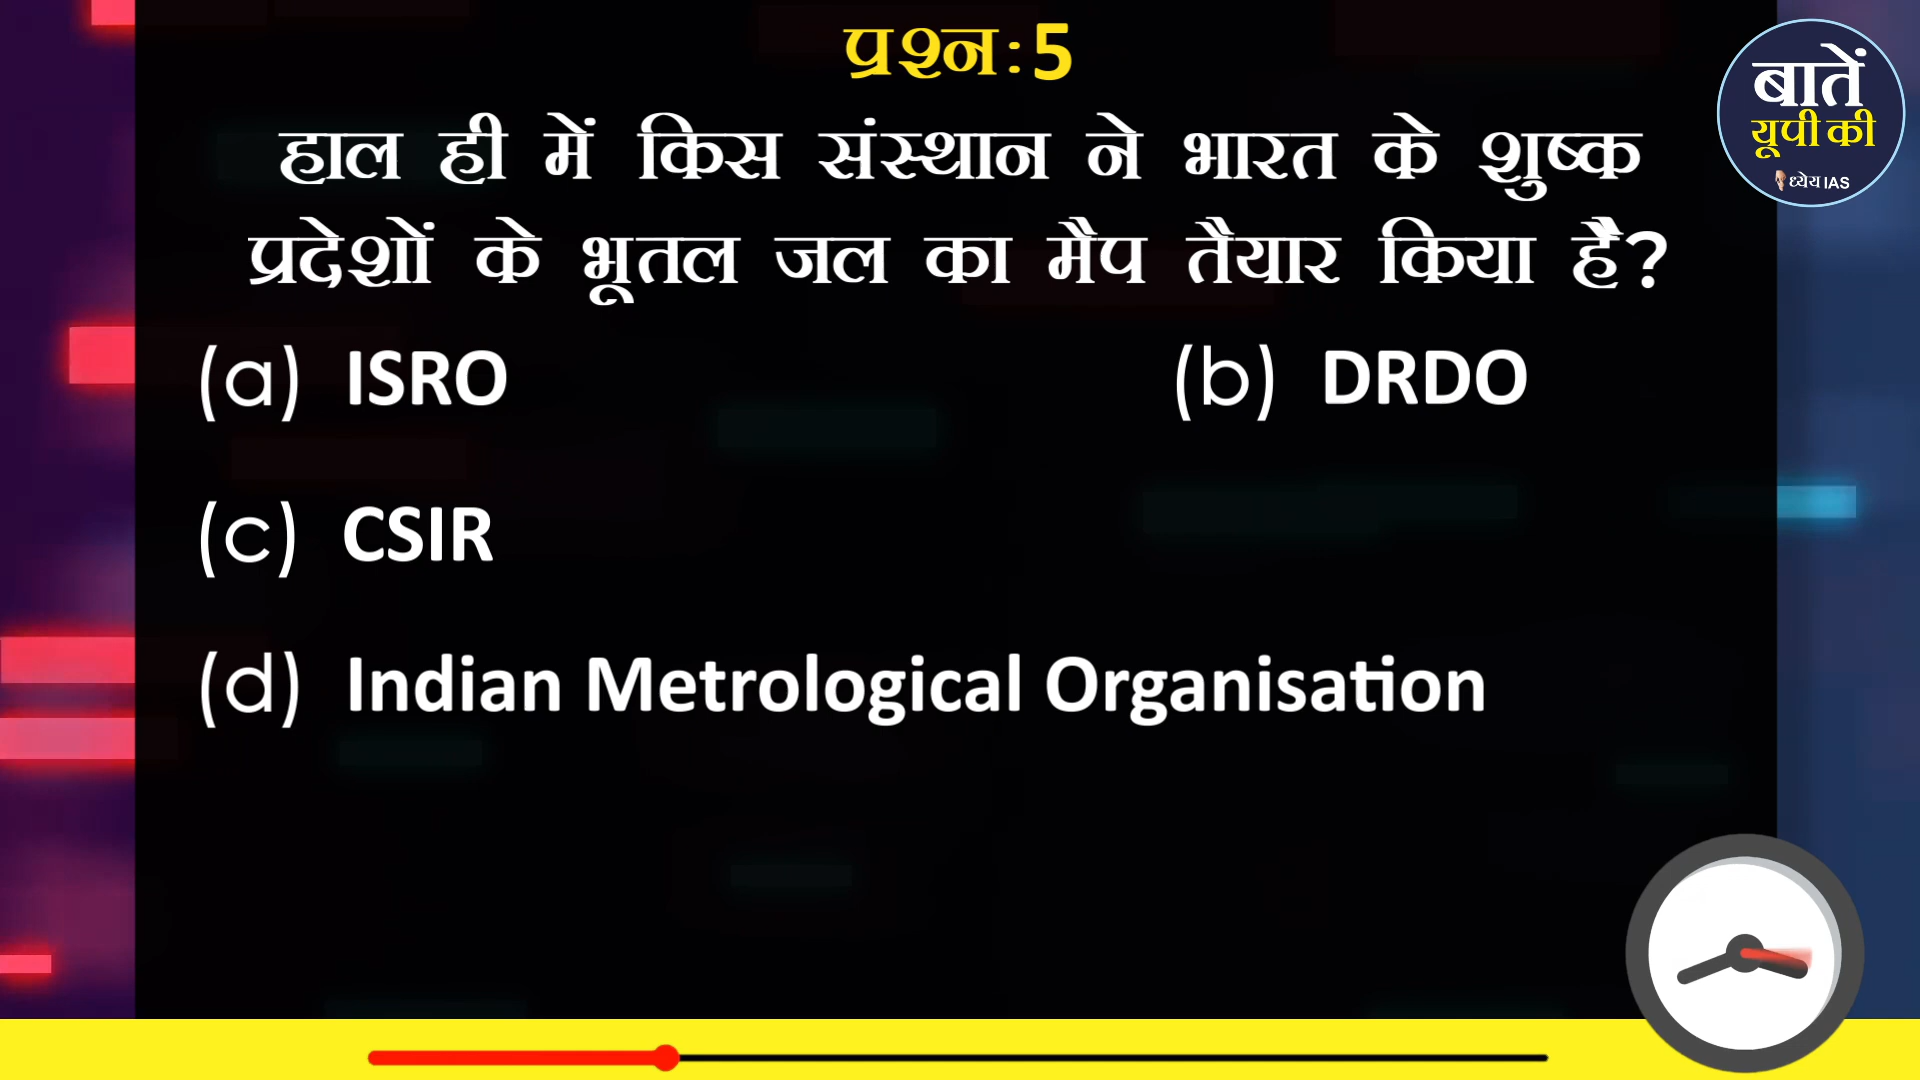 प्रश्न:5
हाल ही में किस संस्थान ने भारत के शुष्क
प्रदेशों के भूतल जल का मैप तैयार किया है?
(a) ISRO
(b) DRDO
(c) CSIR
(d) Indian Metrological Organisation
बातें
यूपी की
ध्येय IAS